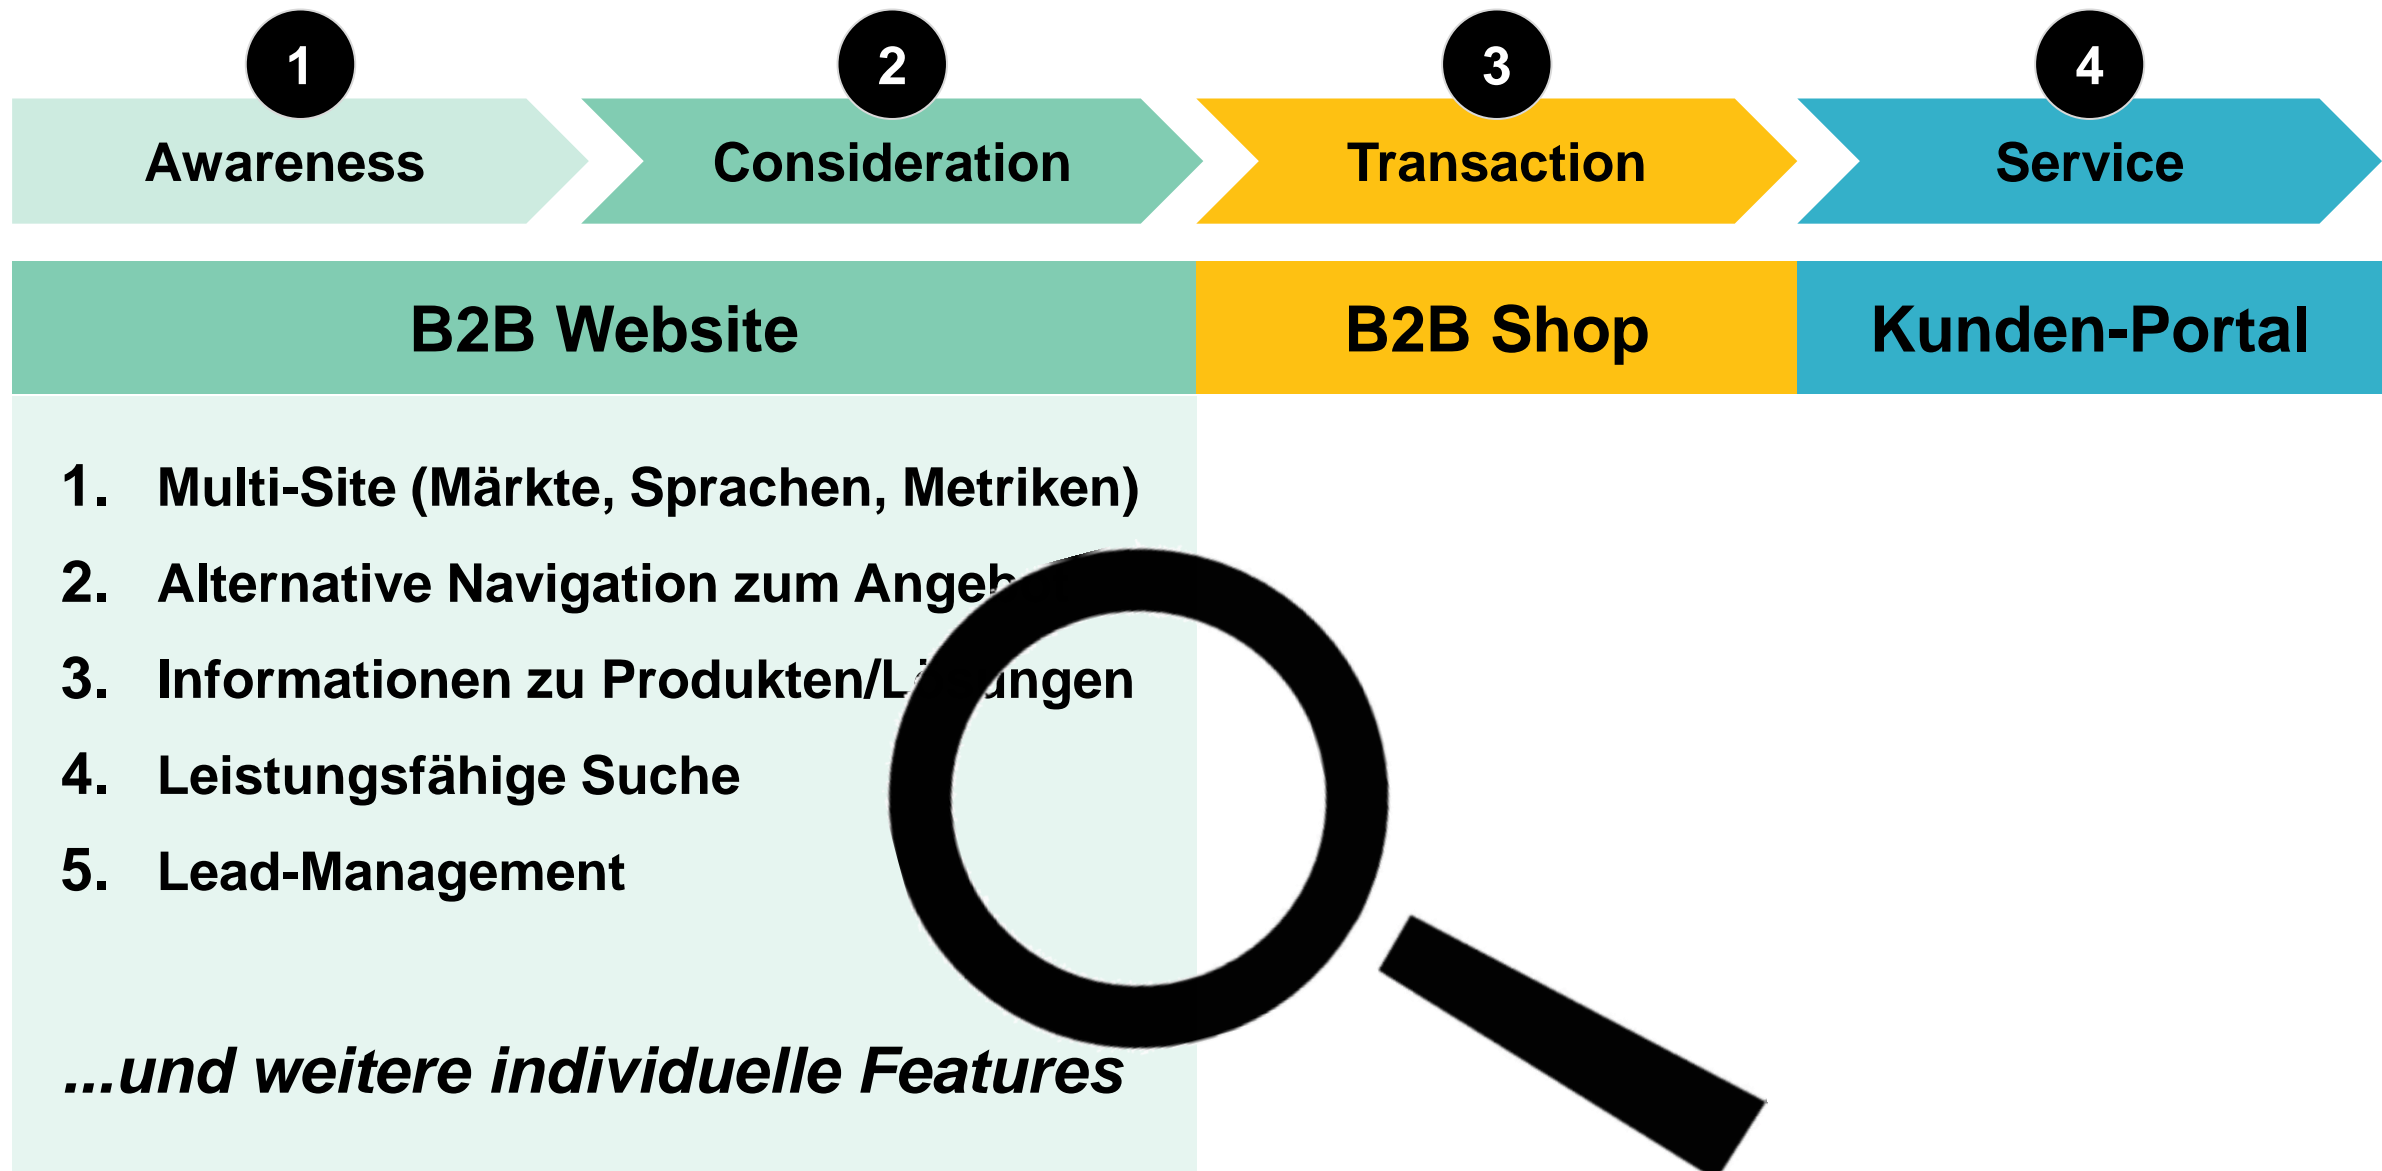 1
2
3
4
Awareness
Consideration
Transaction
Service
B2B Website
B2B Shop
Kunden-Portal
1. Multi-Site (Märkte, Sprachen, Metriken)
2. Alternative Navigation zum
3. Informationen zu Produkten/Lösungen
4. Leistungsfähige Suche
5. Lead-Management
...und weitere individuelle Features